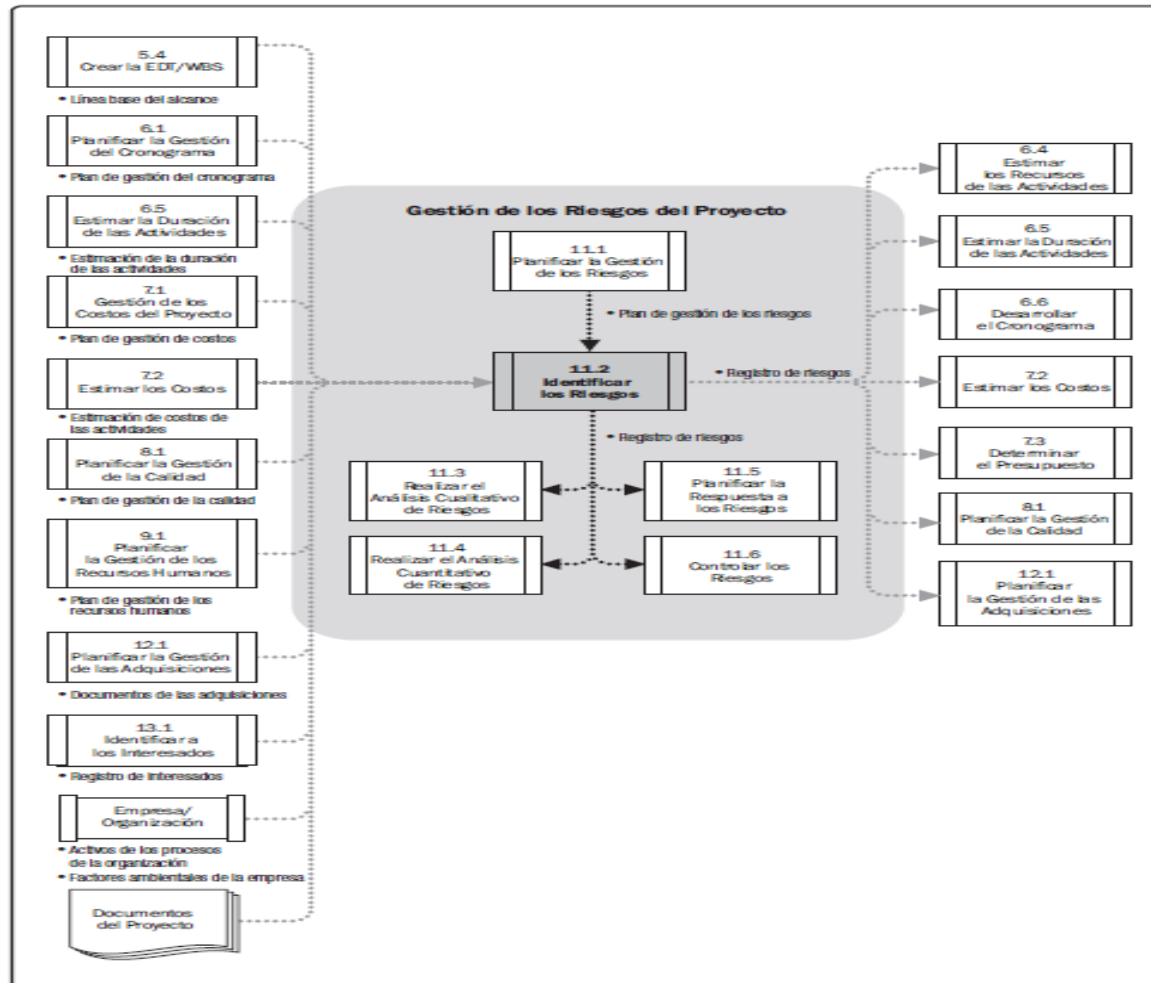 5.4
Crear la EDT/WBS
• Línea base del alcance
6.1
Planificar la Gestión
del Cronograma
• Plan de gestión del cronograma
6.5
Estimar la Duración
de las Actividades
• Estimación de la duración
de las actividades
7.1
Gestión de los
Costos del Proyecto
• Plan de gestión de costos
7.2
Estimar los Costos
• Estimación de costos de
las actividades
8.1
Planificar la Gestión
de la Calidad
• Plan de gestión de la calidad
9.1
Planificar
la Gestión de los
Recursos Humanos
• Plan de gestión de los
recursos humanos
12.1
Planificar la Gestión
de las Adquisiciones
• Documentos de las adquisiciones
13.1
Identificar a
los Interesados
• Registro de Interesados
Empresa/
Organización
• Activos de los procesos
de la organización
• Factores ambientales de la empresa
Documentos
del Proyecto
Gestión de los Riesgos del Proyecto
11.1
Planificar la Gestión
de los Riesgos
• Plan de gestión de los riesgos
11.2
Identificar
los Riesgos
• Registro de riesgos
• Registro de riesgos
11.3
Realizar el
Análisis Cualitativo
de Riesgos
11.5
Planificar la
Respuesta a
los Riesgos
11.4
Realizar el Análisis
Cuantitativo
de Riesgos
11.6
Controlar los
Riesgos
6.4
Estimar
los Recursos
de las Actividades
6.5
Estimar la Duración
de las Actividades
6.6
Desarrollar
el Cronograma
7.2
Estimar los Costos
7.3
Determinar
el Presupuesto
8.1
Planificar la Gestión
de la Calidad
12.1
Planificar
la Gestión de las
Adquisiciones